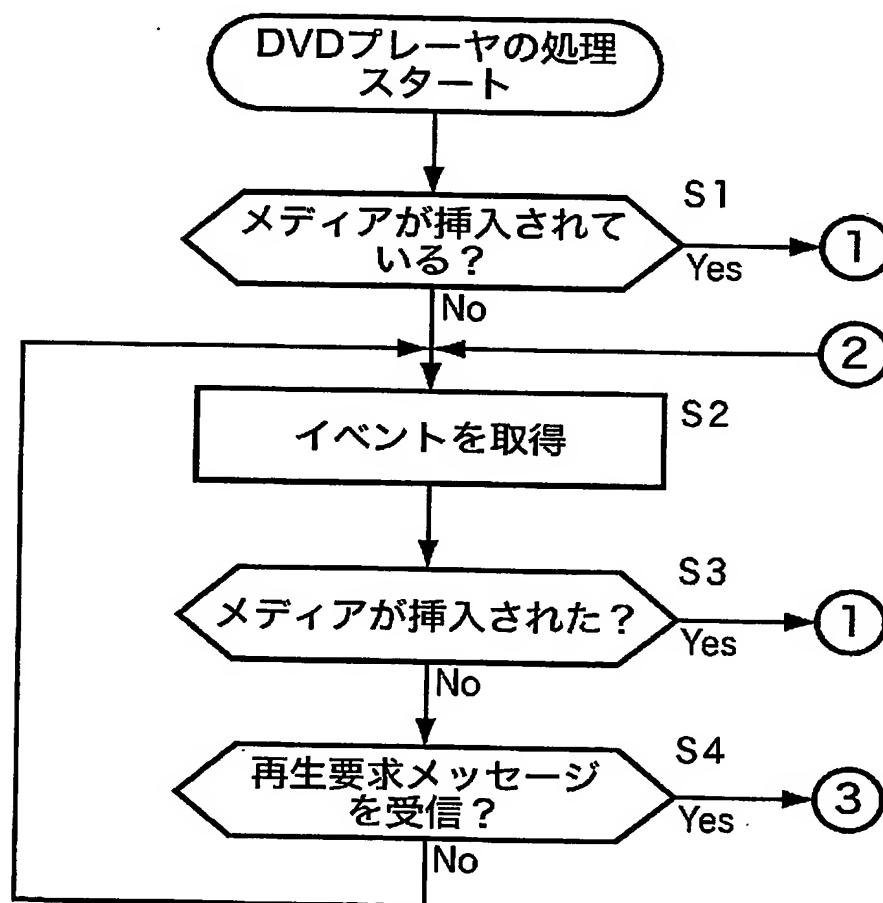 DVDプレーヤの処理
スタート
S1
メディアが挿入されて
いる？
Yes
①
No
②
S2
イベントを取得
S3
メディアが挿入された？
Yes
①
No
S4
再生要求メッセージ
を受信？
Yes
③
No